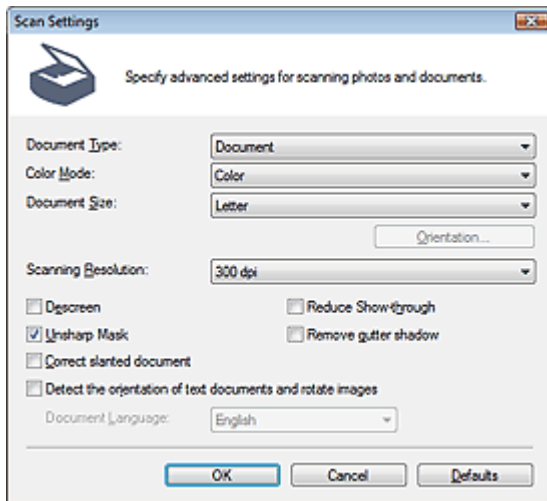 Scan Settings
Specify advanced settings for scanning photos and documents.
Document Type: Document
Color Mode: Color
Document Size: Letter
Orientation...
Scanning Resolution: 300 dpi
Descreen Reduce Show-through
Unsharp Mask Remove gutter shadow
Correct slanted document
Detect the orientation of text documents and rotate images
Document Language: English
OK Cancel Defaults